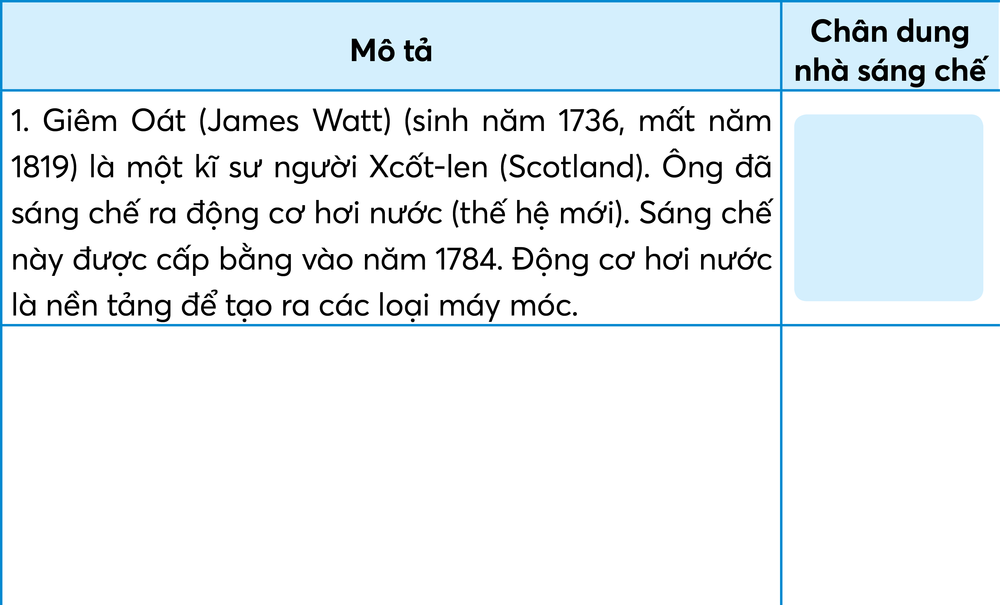 Mô tả
Chân dung
nhà sáng chế
1. Giêm Oát (James Watt) (sinh năm 1736, mất năm
1819) là một kĩ sư người Xcốt-len (Scotland). Ông đã
sáng chế ra động cơ hơi nước (thế hệ mới). Sáng chế
này được cấp bằng vào năm 1784. Động cơ hơi nước
là nền tảng để tạo ra các loại máy móc.